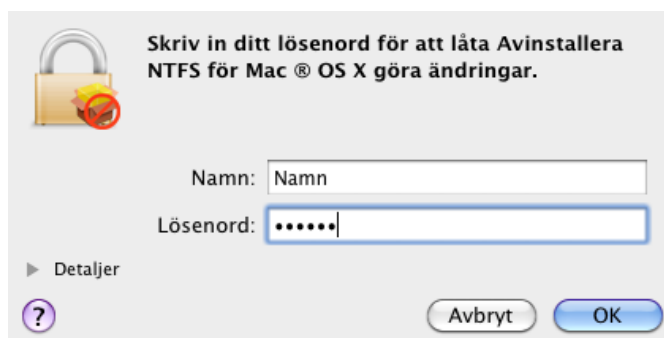 Skriv in ditt lösenord för att låta Avinstallera
NTFS för Mac ® OS X göra ändringar.
Namn: Namn
Lösenord: ••••••
Detaljer
? Avbryt OK